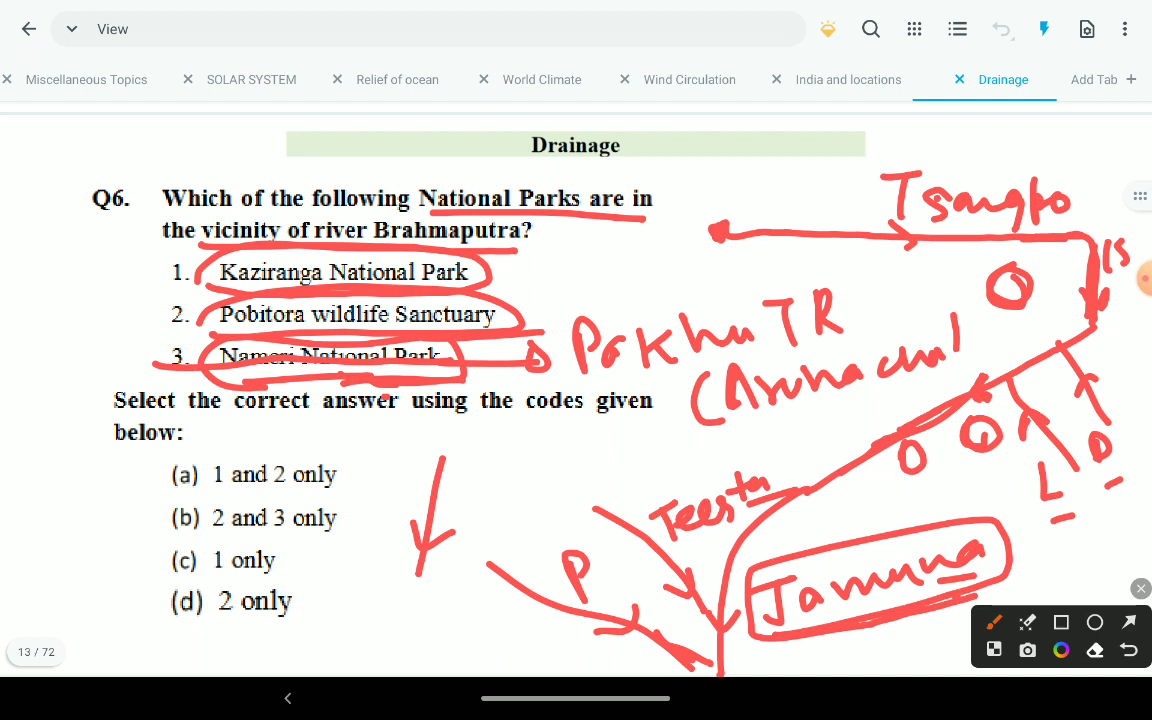 View
Miscellaneous Topics
SOLAR SYSTEM
Relief of ocean
World Climate
Wind Circulation
India and locations
Drainage
Add Tab +
Drainage
Q6. Which of the following National Parks are in
the vicinity of river Brahmaputra?
1. Kaziranga National Park
2. Pobitora wildlife Sanctuary
3. Nameri National Park
Select the correct answer using the codes given
below:
(a) 1 and 2 only
(b) 2 and 3 only
(c) 1 only
(d) 2 only
Tsangpo
TR
(Arunachal
D
L
Teesta
P
Jamuna
13 / 72